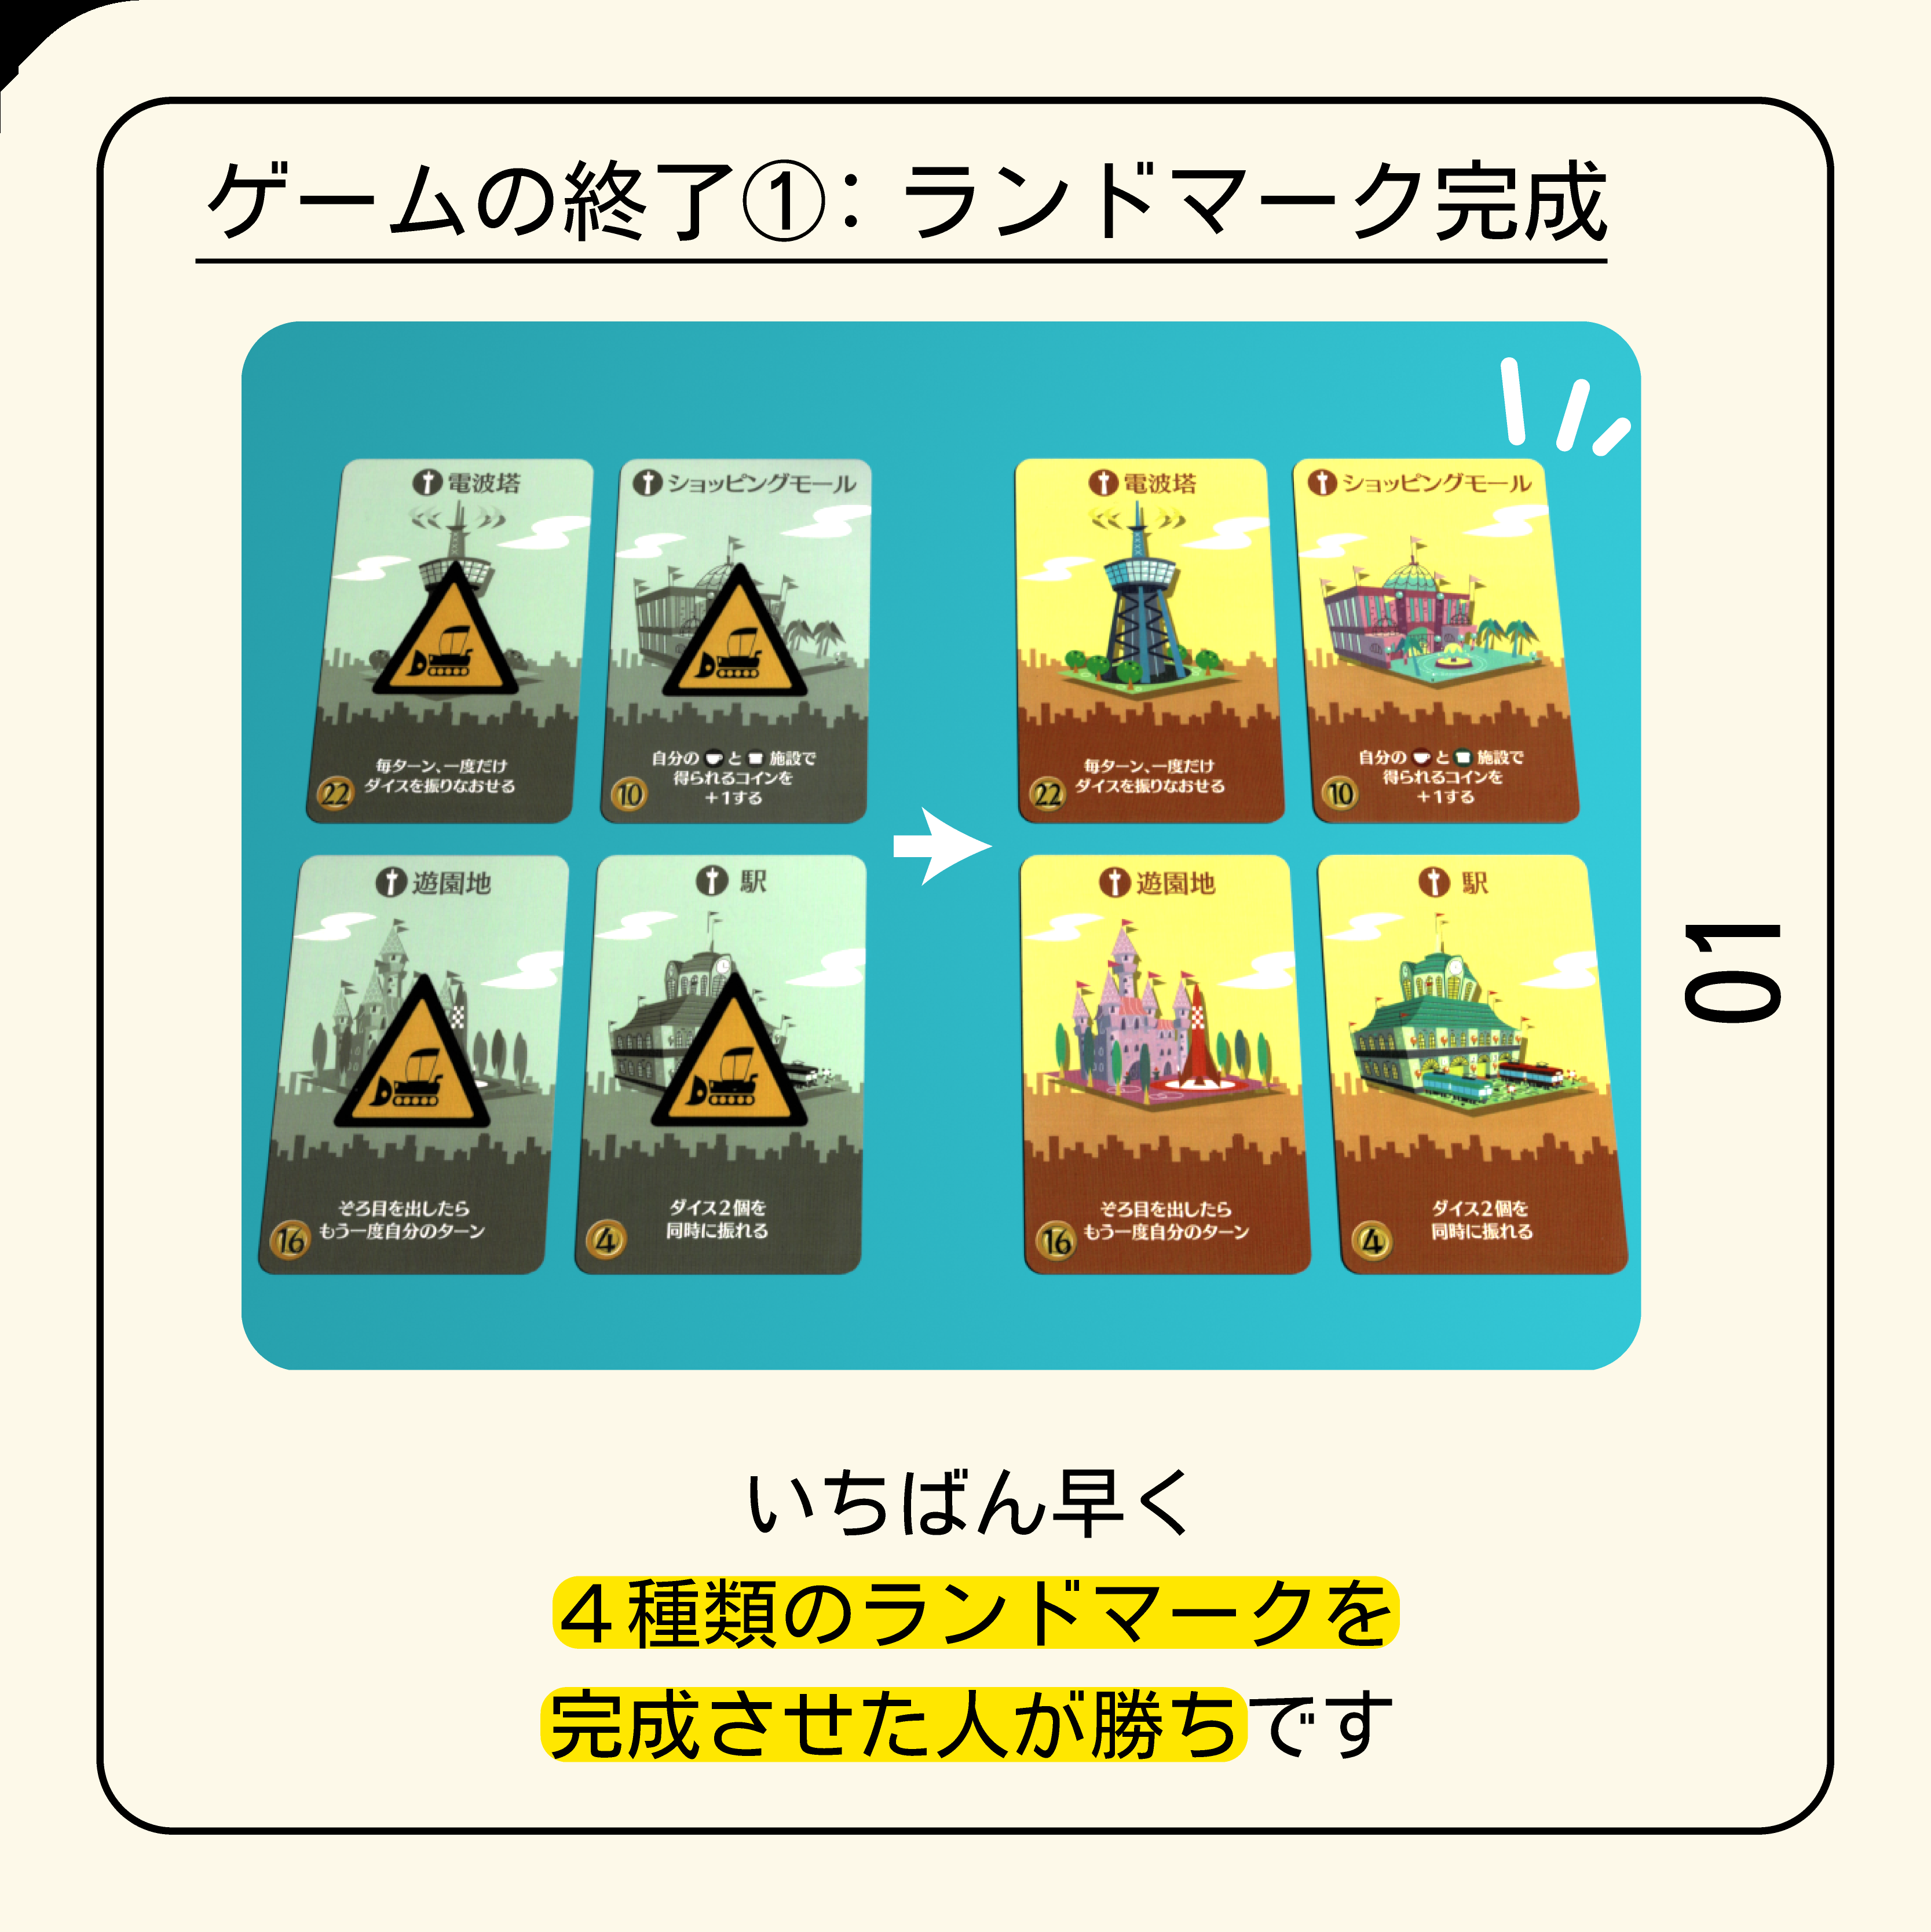 ゲームの終了①：ランドマーク完成
電波塔
毎ターン、一度だけ
ダイスを振りなおせる
22
ショッピングモール
自分の と 施設で
得られるコインを
+1する
10
遊園地
ぞろ目を出したら
もう一度自分のターン
16
駅
ダイス2個を
同時に振れる
4
電波塔
毎ターン、一度だけ
ダイスを振りなおせる
22
ショッピングモール
自分の と 施設で
得られるコインを
+1する
10
遊園地
ぞろ目を出したら
もう一度自分のターン
16
駅
ダイス2個を
同時に振れる
4
01
いちばん早く
4種類のランドマークを
完成させた人が勝ちです